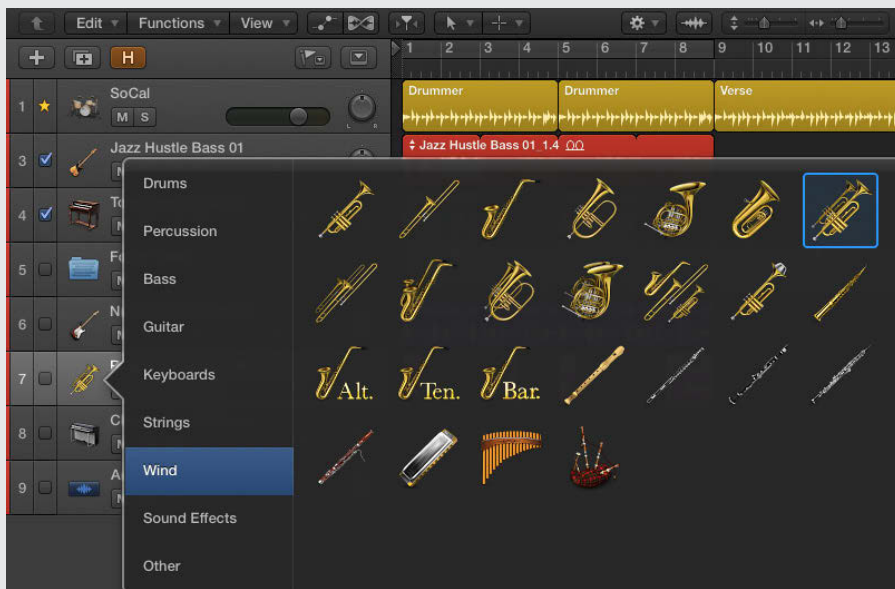 Edit Functions View
H
1 2 3 4 5 6 7 8 9 10 11 12 13
1 SoCal
M S
L R
Drummer Drummer Verse
3 Jazz Hustle Bass 01
Jazz Hustle Bass 01_1.4
4
5
6
7
8
9
Drums
Percussion
Bass
Guitar
Keyboards
Strings
Wind
Sound Effects
Other
Alt. Ten. Bar.